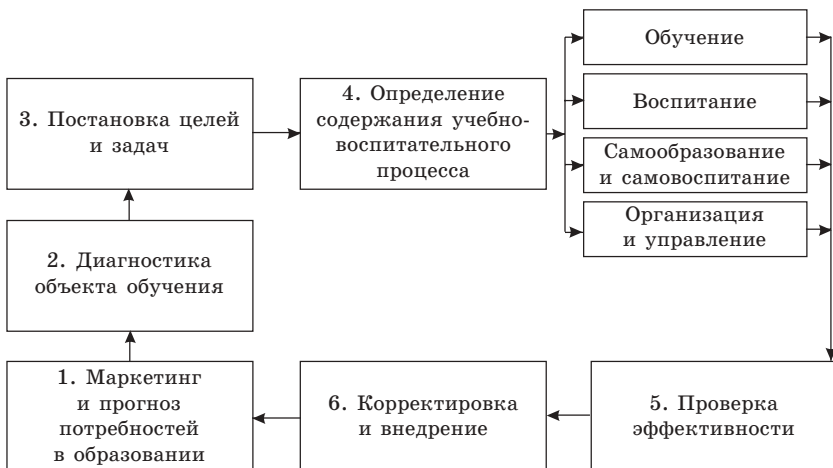 3. Постановка целей
и задач
4. Определение
содержания учебно-
воспитательного
процесса
Обучение
Воспитание
Самообразование
и самовоспитание
Организация
и управление
2. Диагностика
объекта обучения
1. Маркетинг
и прогноз
потребностей
в образовании
6. Корректировка
и внедрение
5. Проверка
эффективности